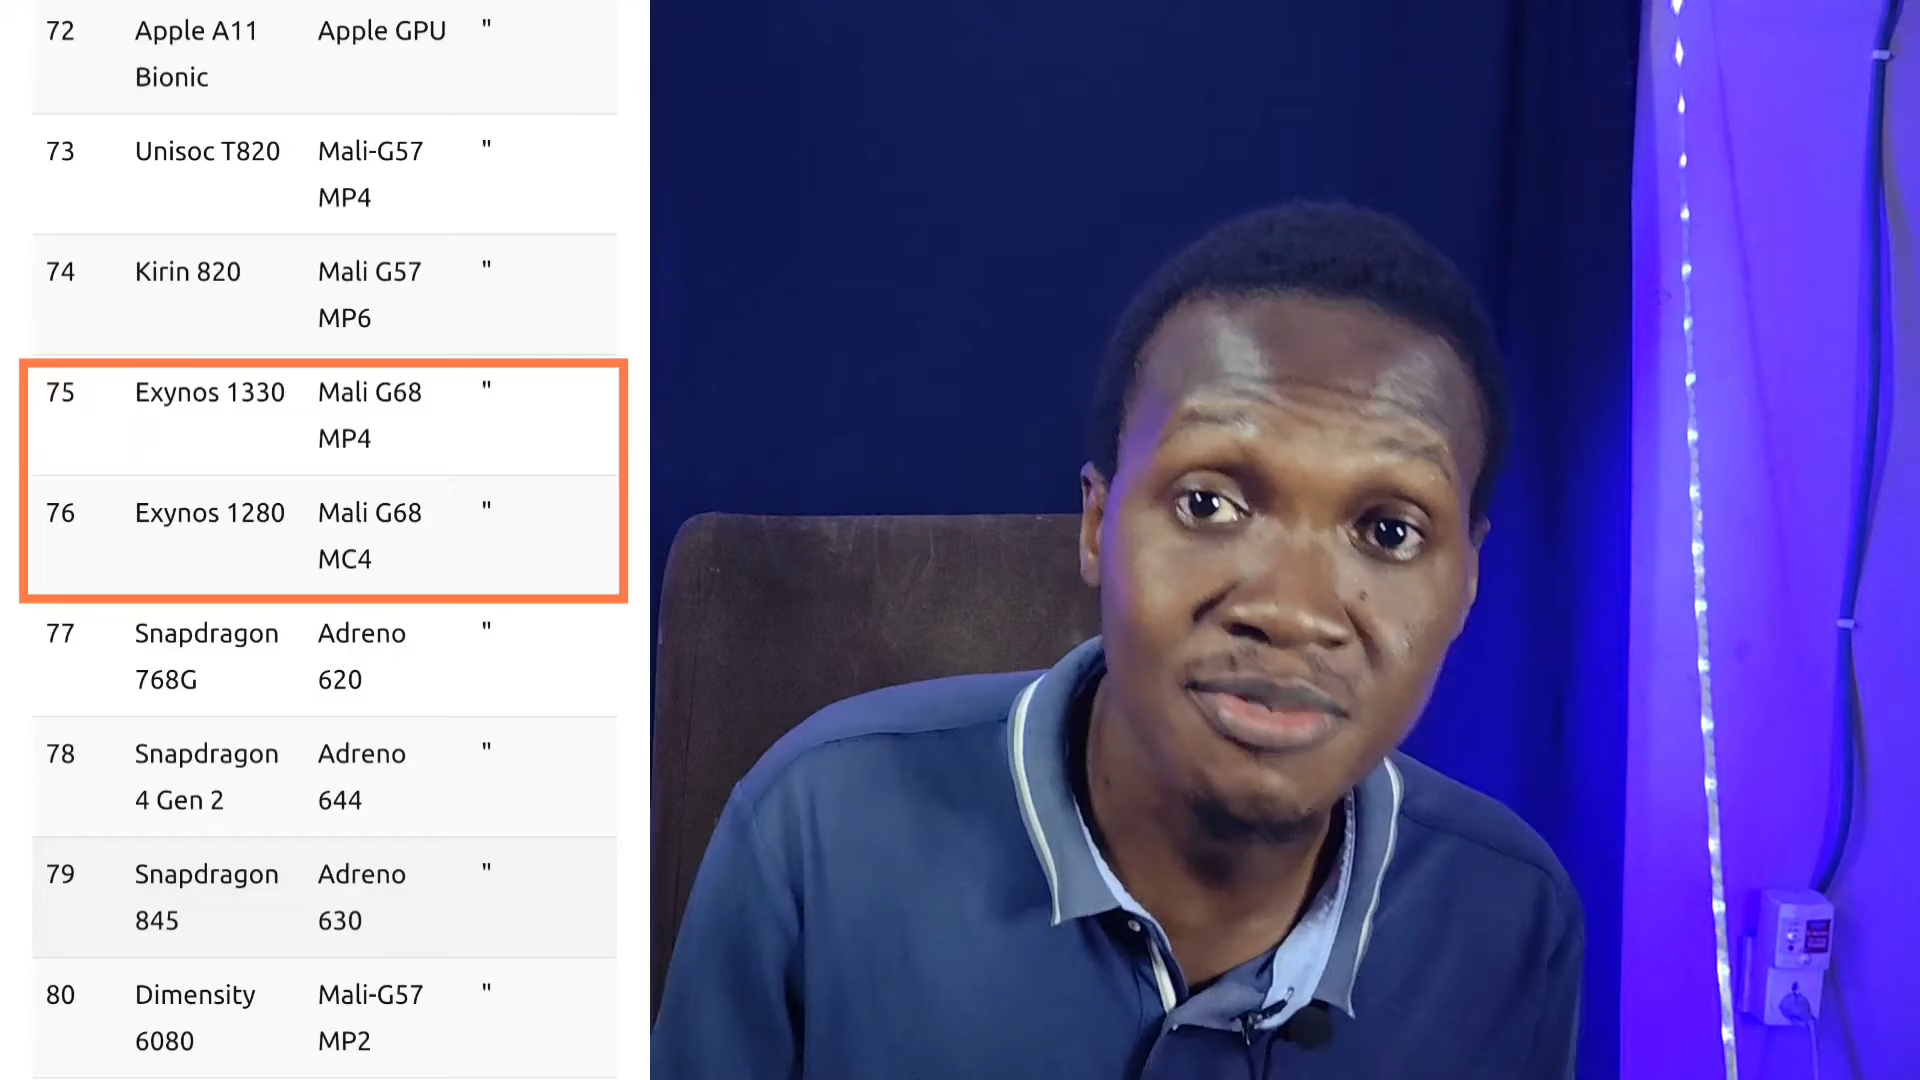 72 Apple A11 Apple GPU "
Bionic
73 Unisoc T820 Mali-G57 "
MP4
74 Kirin 820 Mali G57 "
MP6
75 Exynos 1330 Mali G68 "
MP4
76 Exynos 1280 Mali G68 "
MC4
77 Snapdragon Adreno "
768G 620
78 Snapdragon Adreno "
4 Gen 2 644
79 Snapdragon Adreno "
845 630
80 Dimensity Mali-G57 "
6080 MP2